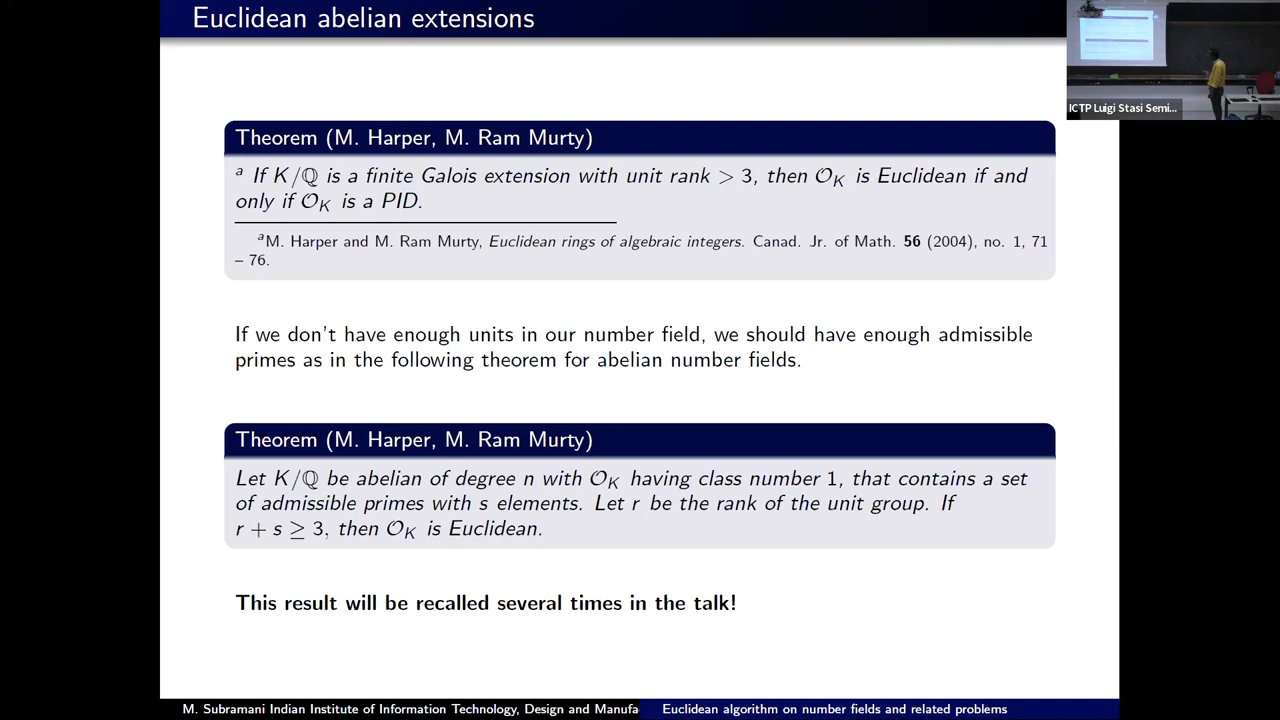 Euclidean abelian extensions
ICTP Luigi Stasi Semi...
Theorem (M. Harper, M. Ram Murty)
a If K/ℚ is a finite Galois extension with unit rank > 3, then 𝒪_K is Euclidean if and
only if 𝒪_K is a PID.
aM. Harper and M. Ram Murty, Euclidean rings of algebraic integers. Canad. Jr. of Math. 56 (2004), no. 1, 71
– 76.
If we don't have enough units in our number field, we should have enough admissible
primes as in the following theorem for abelian number fields.
Theorem (M. Harper, M. Ram Murty)
Let K/ℚ be abelian of degree n with 𝒪_K having class number 1, that contains a set
of admissible primes with s elements. Let r be the rank of the unit group. If
r + s ≥ 3, then 𝒪_K is Euclidean.
This result will be recalled several times in the talk!
M. Subramani Indian Institute of Information Technology, Design and Manufa
Euclidean algorithm on number fields and related problems